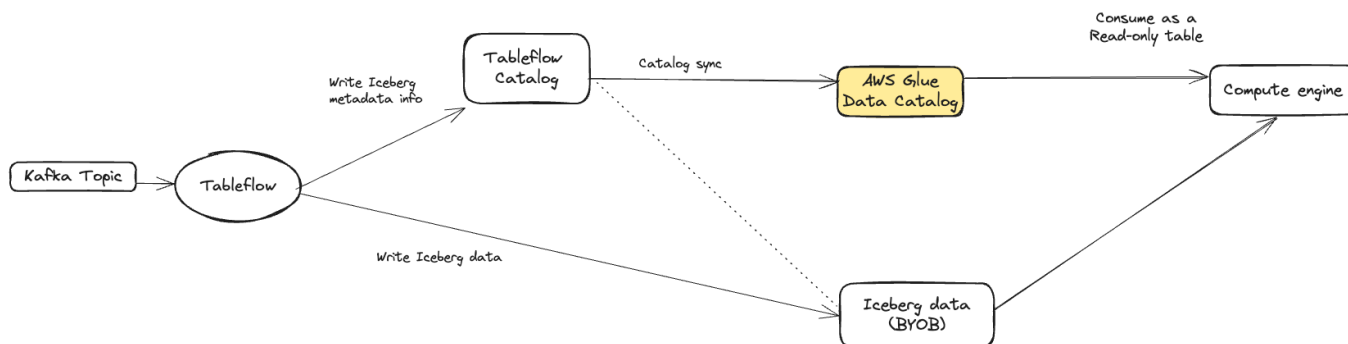 Consume as a
Read-only table
Tableflow
Catalog
Catalog sync
AWS Glue
Data Catalog
Compute engine
Write Iceberg
metadata info
Kafka Topic
Tableflow
Write Iceberg data
Iceberg data
(BYOB)